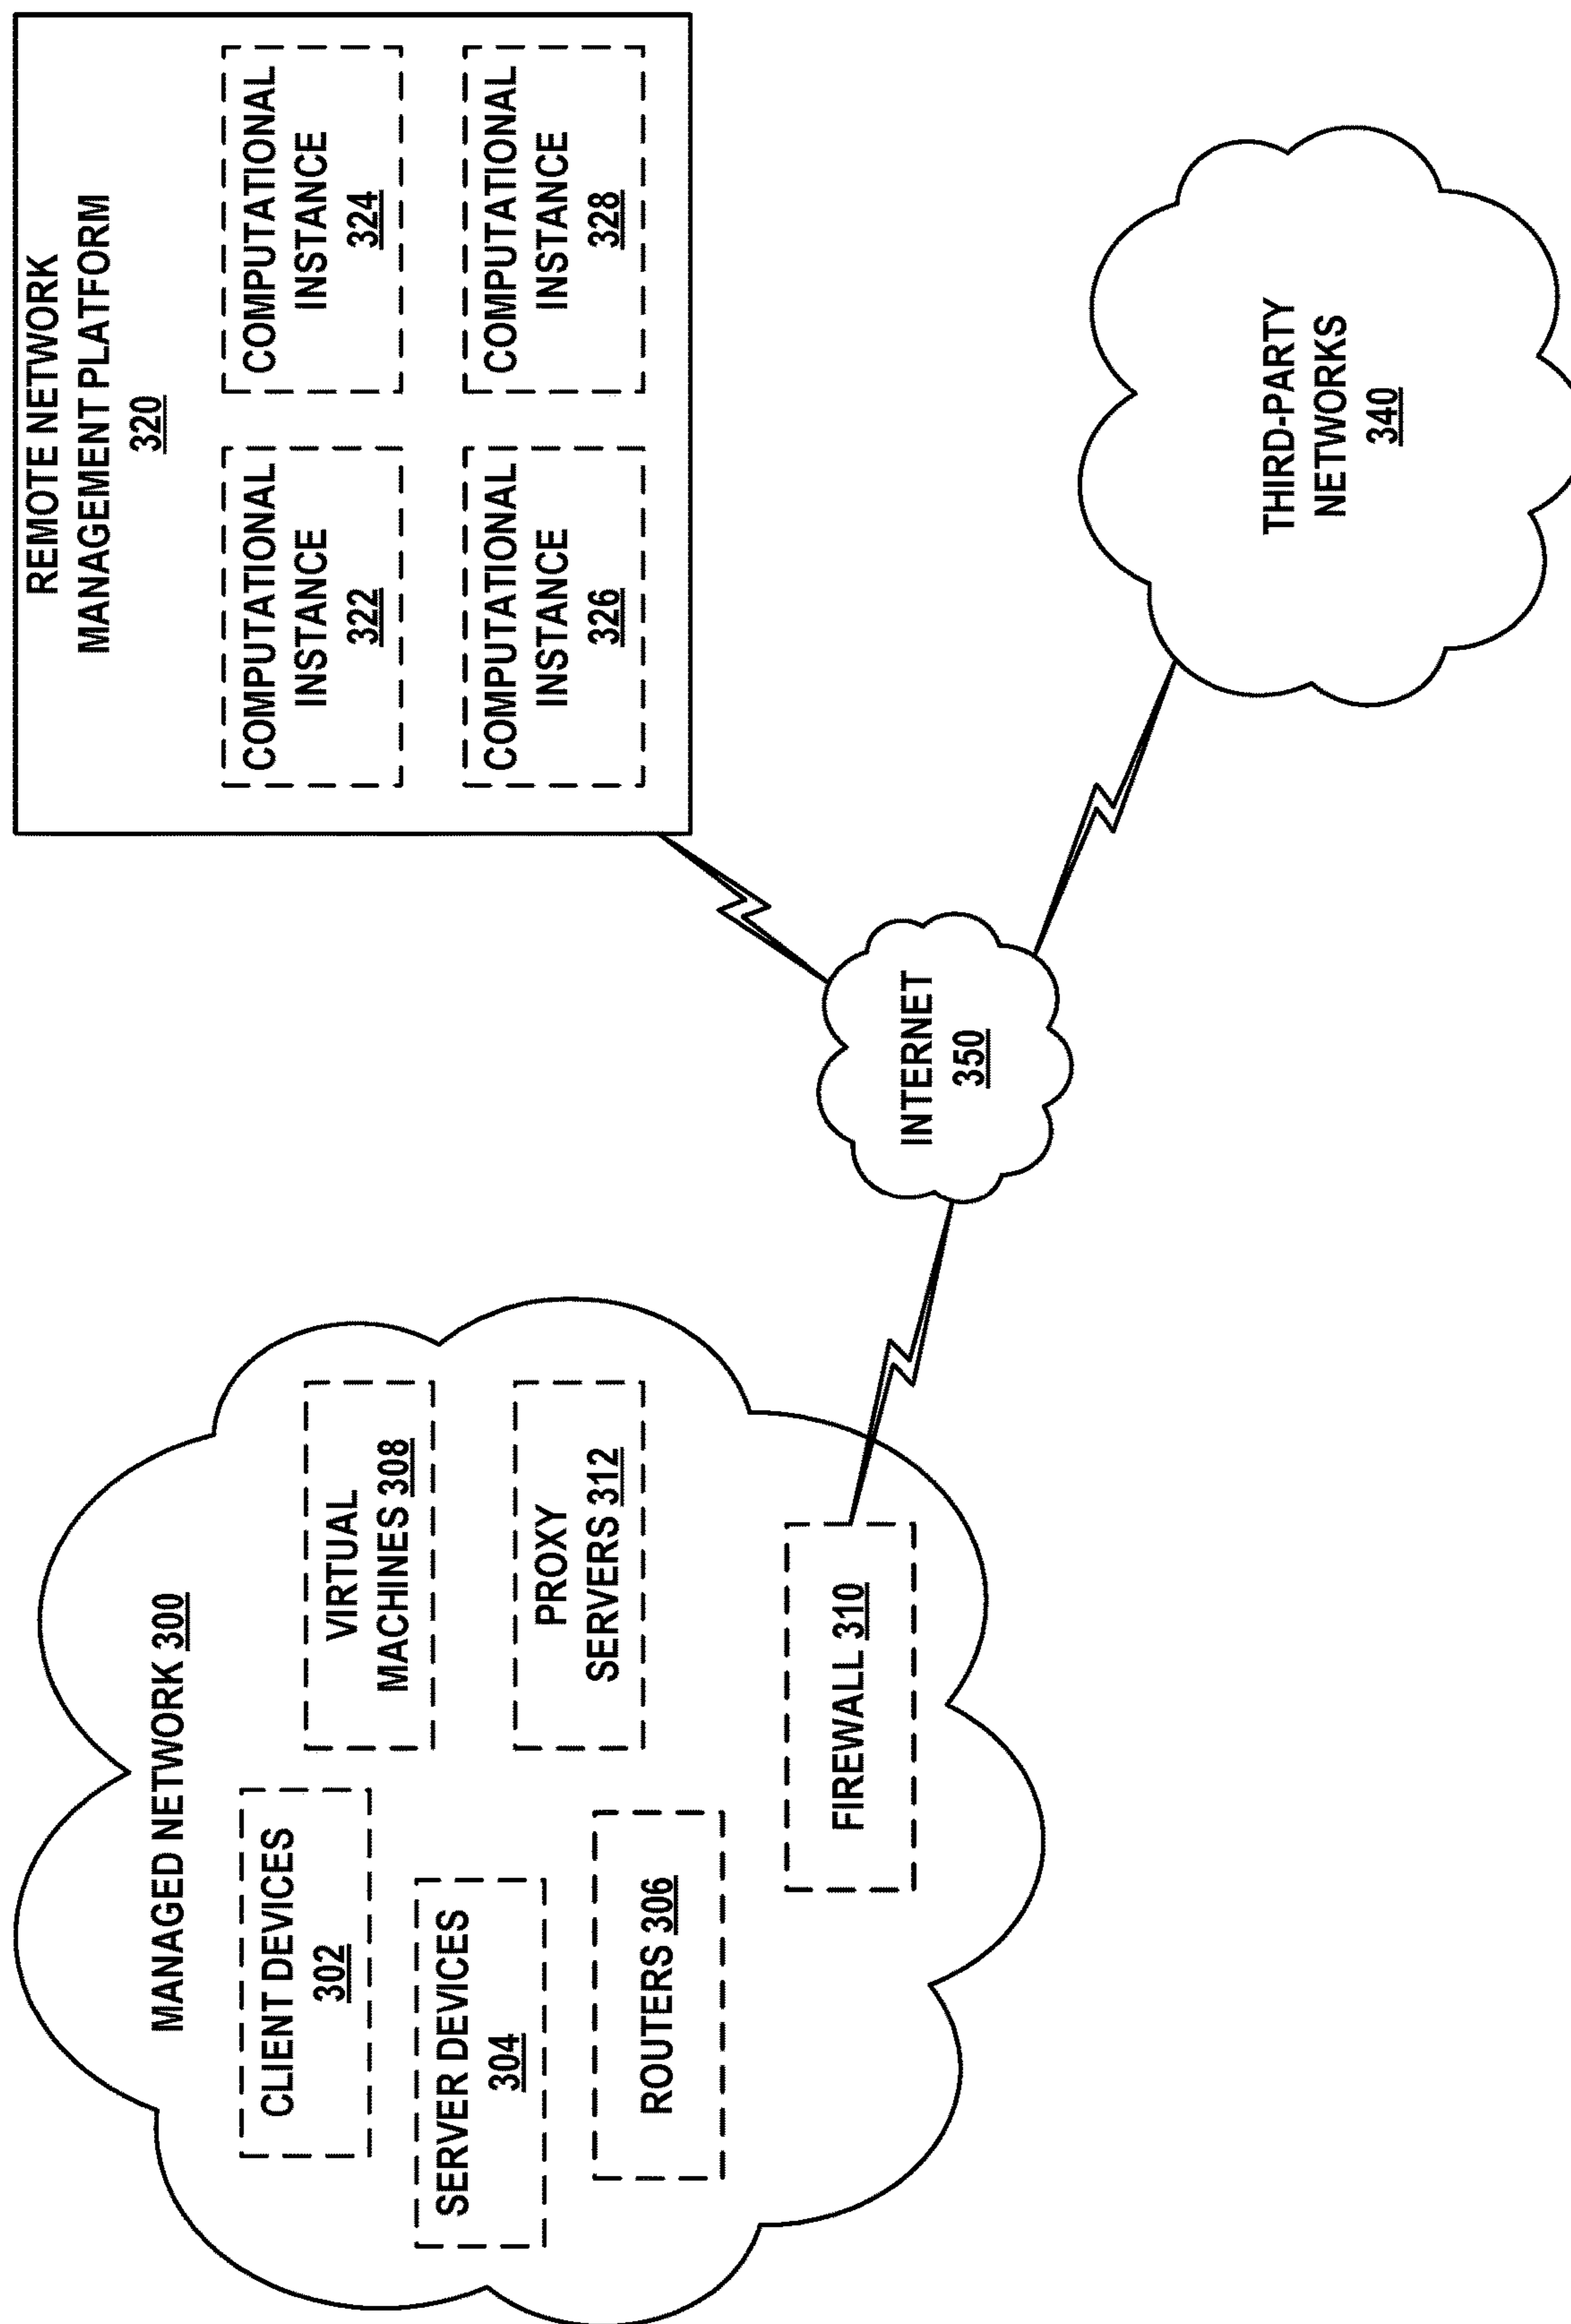 MANAGED NETWORK 300
CLIENT DEVICES
302
SERVER DEVICES
304
ROUTERS 306
VIRTUAL
MACHINES 308
PROXY
SERVERS 312
FIREWALL 310
INTERNET
350
REMOTE NETWORK
MANAGEMENT PLATFORM
320
COMPUTATIONAL
INSTANCE
322
COMPUTATIONAL
INSTANCE
324
COMPUTATIONAL
INSTANCE
326
COMPUTATIONAL
INSTANCE
328
THIRD-PARTY
NETWORKS
340